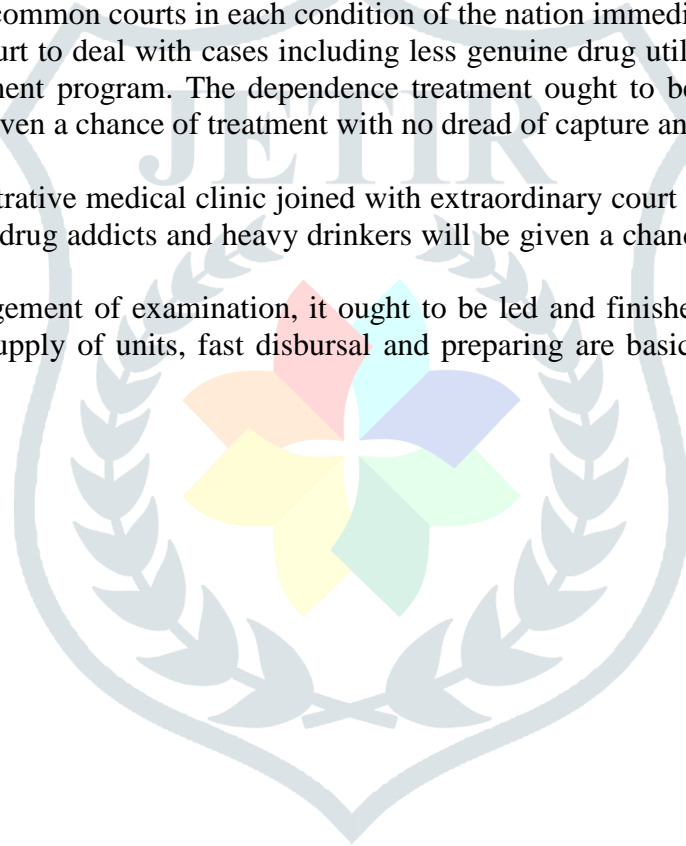 common courts in each condition of the nation immedi
urt to deal with cases including less genuine drug util
nent program. The dependence treatment ought to be
iven a chance of treatment with no dread of capture an
JETIR
trative medical clinic joined with extraordinary court
drug addicts and heavy drinkers will be given a chanc
gement of examination, it ought to be led and finishe
upply of units, fast disbursal and preparing are basic